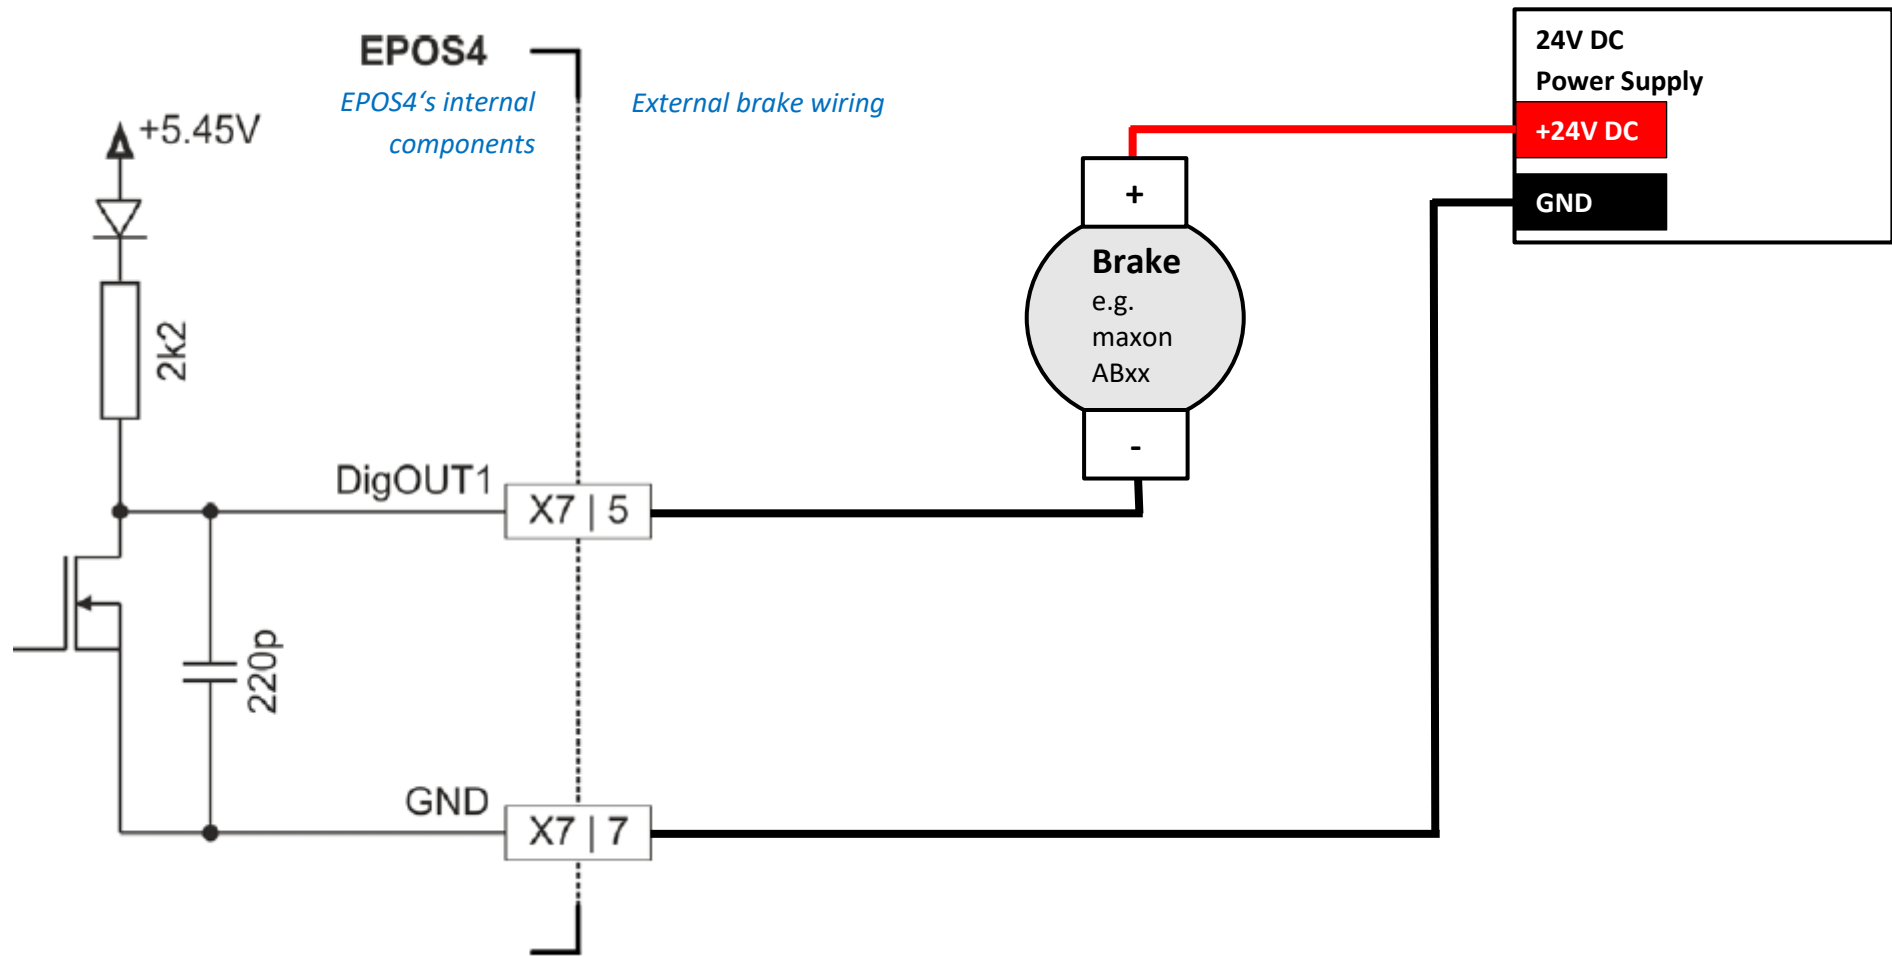 EPOS4
EPOS4‘s internal
components
External brake wiring
24V DC
Power Supply
+24V DC
GND
+5.45V
2k2
+
Brake
e.g.
maxon
ABxx
-
DigOUT1
X7 | 5
220p
GND
X7 | 7